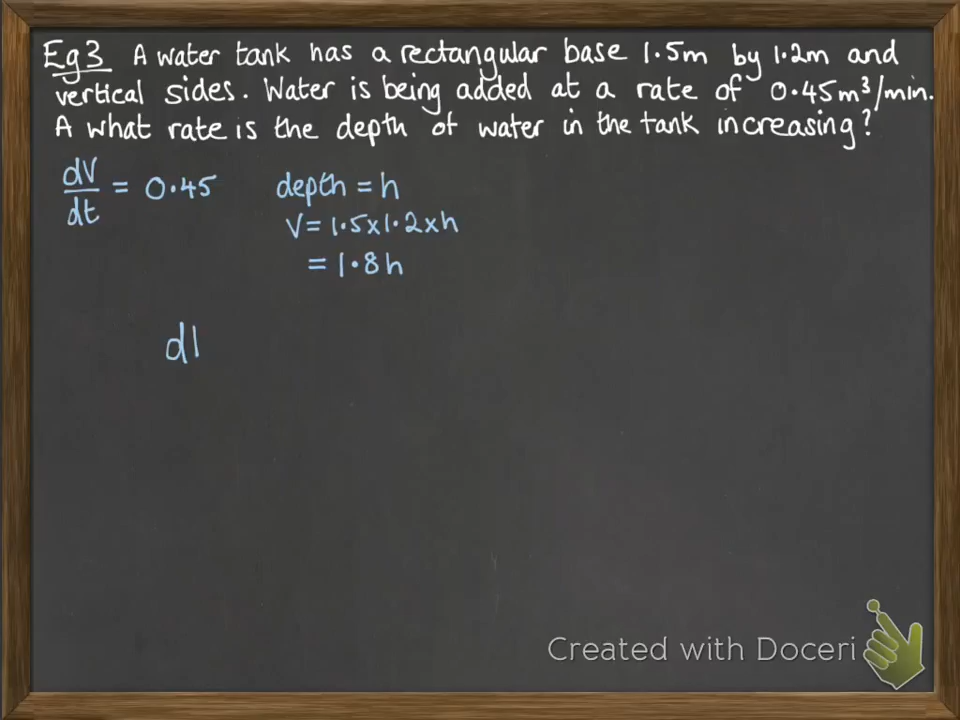 Eg3 A water tank has a rectangular base 1.5m by 1.2m and
vertical sides. Water is being added at a rate of 0.45m³/min.
A what rate is the depth of water in the tank increasing?
dV/dt = 0.45
depth = h
V = 1.5x1.2xh
= 1.8h
dl
Created with Doceri